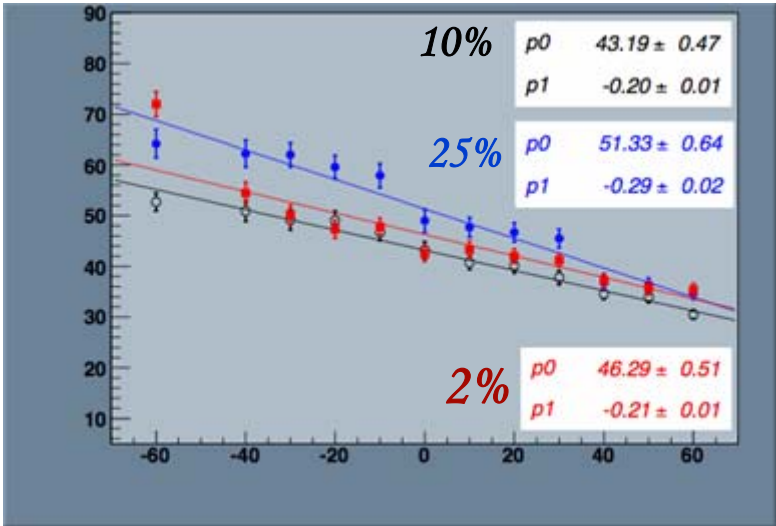 90
80
70
60
50
40
30
20
10
-60 -40 -20 0 20 40 60
10%
p0 43.19 ± 0.47
p1 -0.20 ± 0.01
25%
p0 51.33 ± 0.64
p1 -0.29 ± 0.02
2%
p0 46.29 ± 0.51
p1 -0.21 ± 0.01